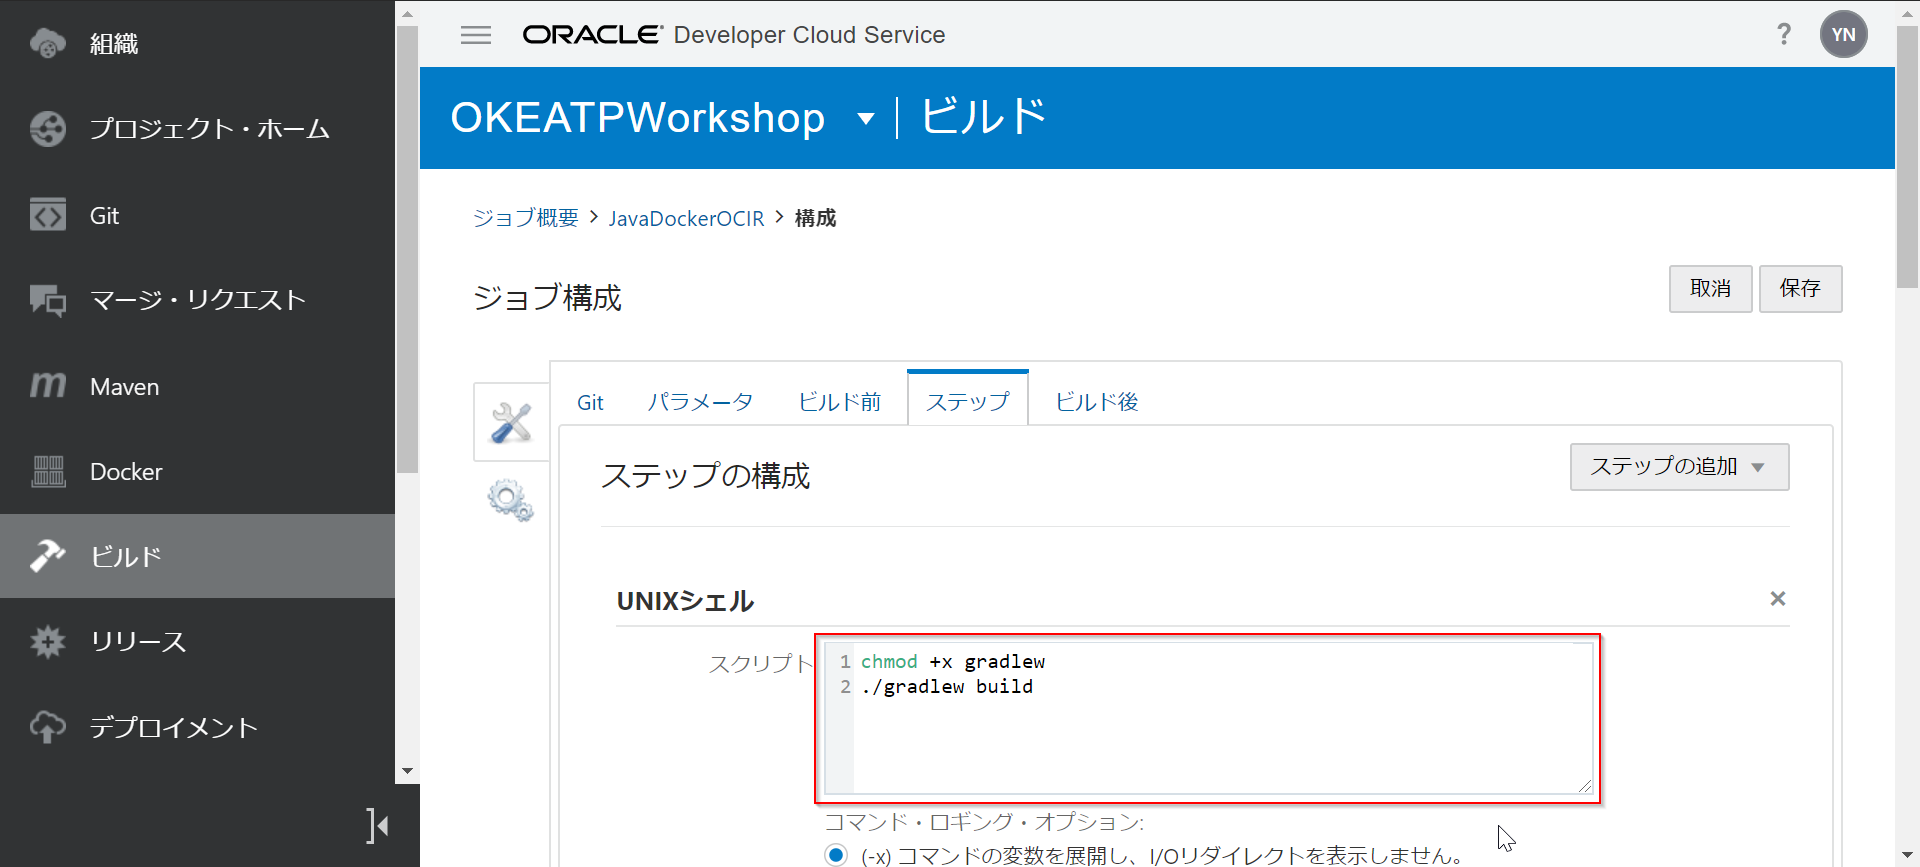 組織
プロジェクト・ホーム
Git
マージ・リクエスト
Maven
Docker
ビルド
リリース
デプロイメント
ORACLE Developer Cloud Service
? YN
OKEATPWorkshop ビルド
ジョブ概要 > JavaDockerOCIR > 構成
ジョブ構成
取消 保存
Git パラメータ ビルド前 ステップ ビルド後
ステップの構成
ステップの追加
UNIXシェル
スクリプト
1 chmod +x gradlew
2 ./gradlew build
コマンド・ロギング・オプション:
(-x) コマンドの変数を展開し、I/Oリダイレクトを表示しません。